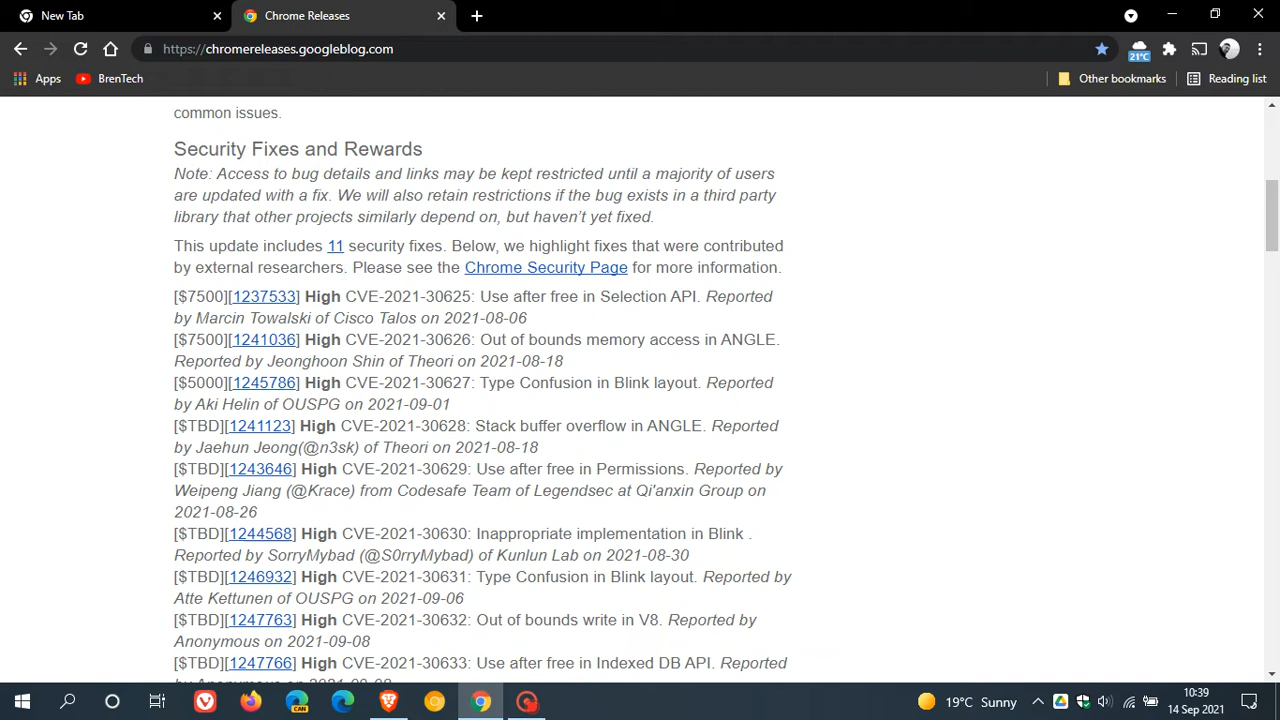 New Tab
Chrome Releases
https://chromereleases.googleblog.com
21°C
Apps
BrenTech
Other bookmarks
Reading list
common issues.
Security Fixes and Rewards
Note: Access to bug details and links may be kept restricted until a majority of users
are updated with a fix. We will also retain restrictions if the bug exists in a third party
library that other projects similarly depend on, but haven't yet fixed.
This update includes 11 security fixes. Below, we highlight fixes that were contributed
by external researchers. Please see the Chrome Security Page for more information.
[$7500][1237533] High CVE-2021-30625: Use after free in Selection API. Reported
by Marcin Towalski of Cisco Talos on 2021-08-06
[$7500][1241036] High CVE-2021-30626: Out of bounds memory access in ANGLE.
Reported by Jeonghoon Shin of Theori on 2021-08-18
[$5000][1245786] High CVE-2021-30627: Type Confusion in Blink layout. Reported
by Aki Helin of OUSPG on 2021-09-01
[$TBD][1241123] High CVE-2021-30628: Stack buffer overflow in ANGLE. Reported
by Jaehun Jeong(@n3sk) of Theori on 2021-08-18
[$TBD][1243646] High CVE-2021-30629: Use after free in Permissions. Reported by
Weipeng Jiang (@Krace) from Codesafe Team of Legendsec at Qi'anxin Group on
2021-08-26
[$TBD][1244568] High CVE-2021-30630: Inappropriate implementation in Blink .
Reported by SorryMybad (@S0rryMybad) of Kunlun Lab on 2021-08-30
[$TBD][1246932] High CVE-2021-30631: Type Confusion in Blink layout. Reported by
Atte Kettunen of OUSPG on 2021-09-06
[$TBD][1247763] High CVE-2021-30632: Out of bounds write in V8. Reported by
Anonymous on 2021-09-08
[$TBD][1247766] High CVE-2021-30633: Use after free in Indexed DB API. Reported
by Anonymous on 2021-09-08
CAN
19°C Sunny
10:39
14 Sep 2021